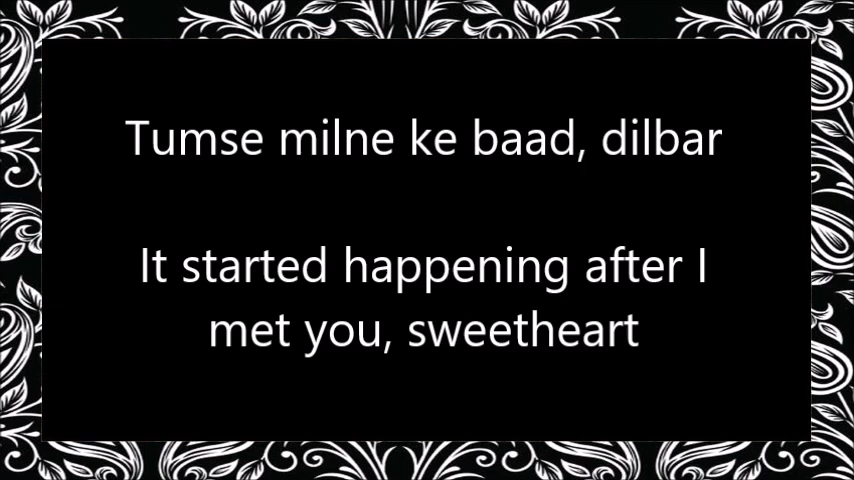 Tumse milne ke baad, dilbar
It started happening after I
met you, sweetheart